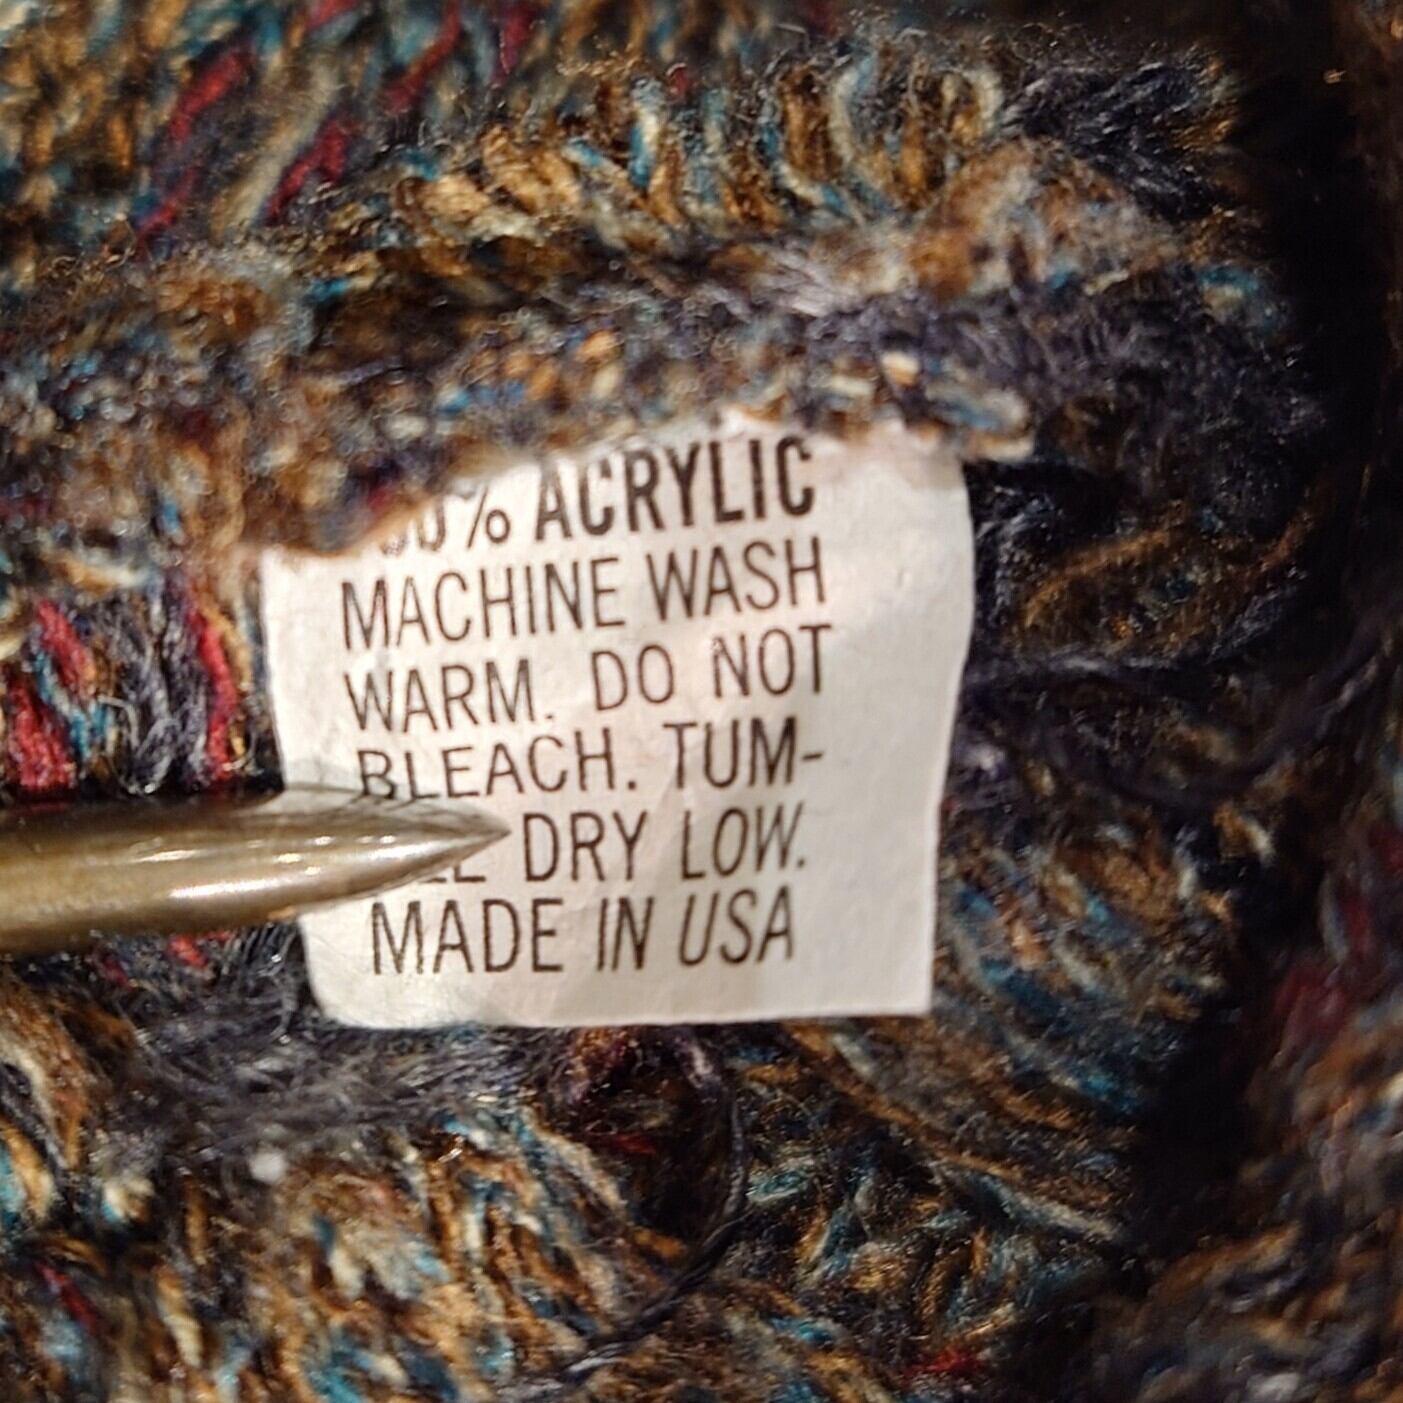 % ACRYLIC
MACHINE WASH
WARM. DO NOT
BLEACH. TUM-
DRY LOW.
MADE IN USA